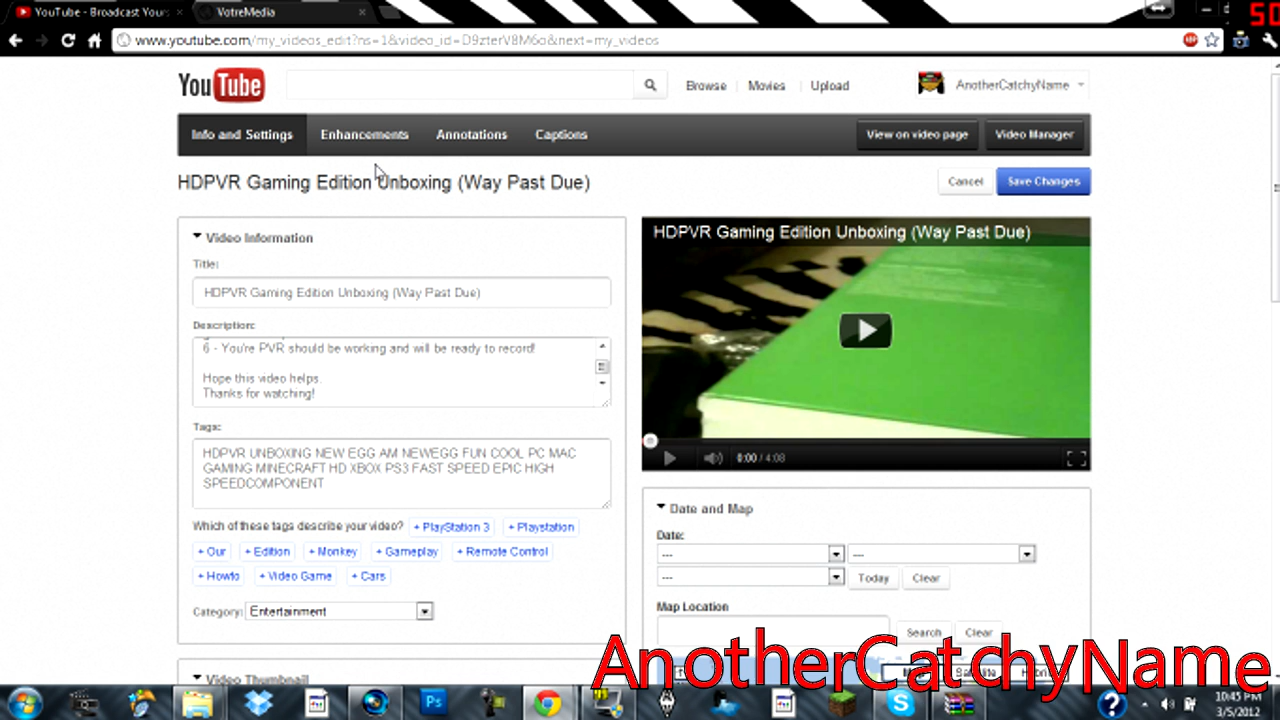 YouTube - Broadcast Yours
VotreMedia
50
www.youtube.com/my_videos_edit?ns=1&video_id=D9zterV8M6o&next=my_videos
YouTube
Browse
Movies
Upload
AnotherCatchyName
Info and Settings
Enhancements
Annotations
Captions
View on video page
Video Manager
HDPVR Gaming Edition Unboxing (Way Past Due)
Cancel
Save Changes
Video Information
Title:
HDPVR Gaming Edition Unboxing (Way Past Due)
Description:
6 - You're PVR should be working and will be ready to record!
Hope this video helps.
Thanks for watching!
Tags:
HDPVR UNBOXING NEW EGG AM NEWEGG FUN COOL PC MAC
GAMING MINECRAFT HD XBOX PS3 FAST SPEED EPIC HIGH
SPEEDCOMPONENT
Which of these tags describe your video? + PlayStation 3 + Playstation
+ Our + Edition + Monkey + Gameplay + Remote Control
+ Howto + Video Game + Cars
Category: Entertainment
Video Thumbnail
HDPVR Gaming Edition Unboxing (Way Past Due)
0:00 / 4:08
Date and Map
Date:
--- ---
--- Today Clear
Map Location
Search Clear
AnotherCatchyName
Ps
10:45 PM
3/5/2012